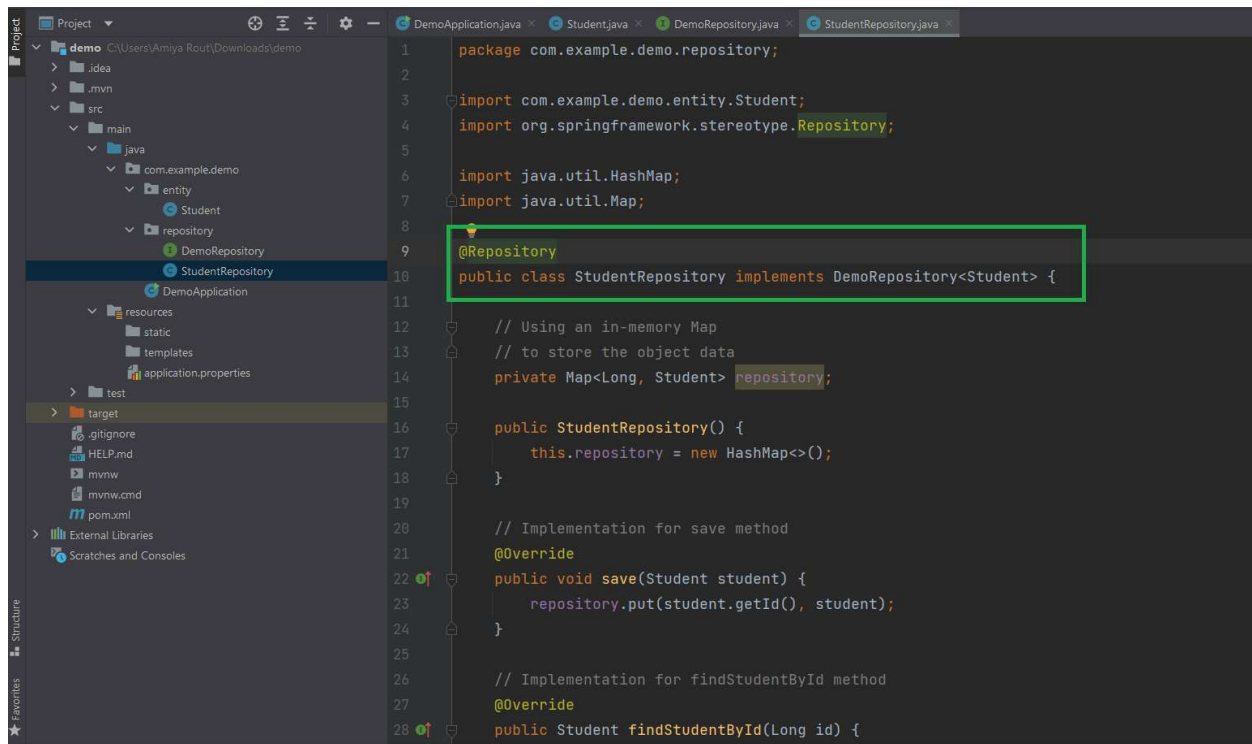 Project
DemoApplication.java
Student.java
DemoRepository.java
StudentRepository.java
Project
demo C:\Users\Amiya Rout\Downloads\demo
.idea
.mvn
src
main
java
com.example.demo
entity
Student
repository
DemoRepository
StudentRepository
DemoApplication
resources
static
templates
application.properties
test
target
.gitignore
HELP.md
mvnw
mvnw.cmd
pom.xml
External Libraries
Scratches and Consoles
Structure
Favorites
1 package com.example.demo.repository;
2
3 import com.example.demo.entity.Student;
4 import org.springframework.stereotype.Repository;
5
6 import java.util.HashMap;
7 import java.util.Map;
8
9 @Repository
10 public class StudentRepository implements DemoRepository<Student> {
11
12 // Using an in-memory Map
13 // to store the object data
14 private Map<Long, Student> repository;
15
16 public StudentRepository() {
17 this.repository = new HashMap<>();
18 }
19
20 // Implementation for save method
21 @Override
22 public void save(Student student) {
23 repository.put(student.getId(), student);
24 }
25
26 // Implementation for findStudentById method
27 @Override
28 public Student findStudentById(Long id) {